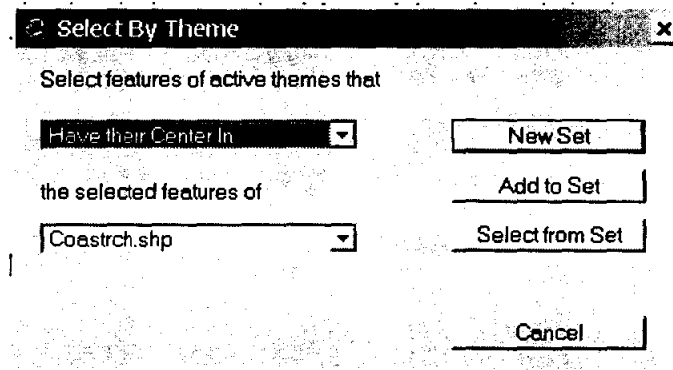 Select By Theme
Select features of active themes that
Have their Center In
New Set
the selected features of
Add to Set
Coastrch.shp
Select from Set
Cancel